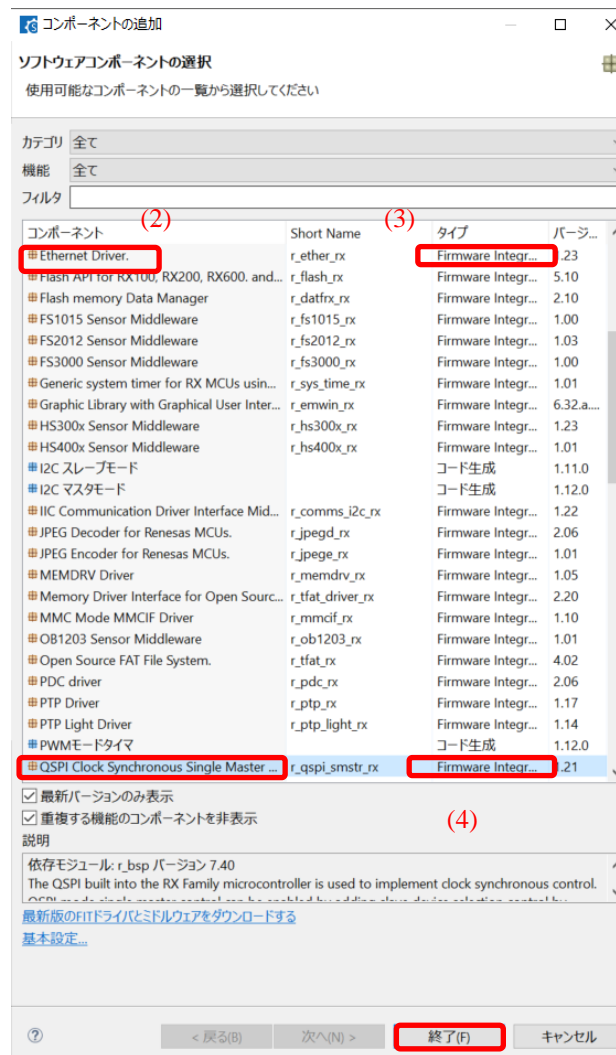 コンポーネントの追加
ソフトウェアコンポーネントの選択
使用可能なコンポーネントの一覧から選択してください
カテゴリ 全て
機能 全て
フィルタ
(2) (3)
コンポーネント Short Name タイプ バージ...
Ethernet Driver. r_ether_rx Firmware Integr... .23
Flash API for RX100, RX200, RX600. and... r_flash_rx Firmware Integr... 5.10
Flash memory Data Manager r_datfrx_rx Firmware Integr... 2.10
FS1015 Sensor Middleware r_fs1015_rx Firmware Integr... 1.00
FS2012 Sensor Middleware r_fs2012_rx Firmware Integr... 1.03
FS3000 Sensor Middleware r_fs3000_rx Firmware Integr... 1.00
Generic system timer for RX MCUs usin... r_sys_time_rx Firmware Integr... 1.01
Graphic Library with Graphical User Inter... r_emwin_rx Firmware Integr... 6.32.a....
HS300x Sensor Middleware r_hs300x_rx Firmware Integr... 1.23
HS400x Sensor Middleware r_hs400x_rx Firmware Integr... 1.01
I2C スレーブモード コード生成 1.11.0
I2C マスタモード コード生成 1.12.0
IIC Communication Driver Interface Mid... r_comms_i2c_rx Firmware Integr... 1.22
JPEG Decoder for Renesas MCUs. r_jpegd_rx Firmware Integr... 2.06
JPEG Encoder for Renesas MCUs. r_jpege_rx Firmware Integr... 1.01
MEMDRV Driver r_memdrv_rx Firmware Integr... 1.05
Memory Driver Interface for Open Sourc... r_tfat_driver_rx Firmware Integr... 2.20
MMC Mode MMCIF Driver r_mmcif_rx Firmware Integr... 1.10
OB1203 Sensor Middleware r_ob1203_rx Firmware Integr... 1.01
Open Source FAT File System. r_tfat_rx Firmware Integr... 4.02
PDC driver r_pdc_rx Firmware Integr... 2.06
PTP Driver r_ptp_rx Firmware Integr... 1.17
PTP Light Driver r_ptp_light_rx Firmware Integr... 1.14
PWMモードタイマ コード生成 1.12.0
QSPI Clock Synchronous Single Master ... r_qspi_smstr_rx Firmware Integr... .21
最新バージョンのみ表示
重複する機能のコンポーネントを非表示
(4)
説明
依存モジュール: r_bsp バージョン 7.40
The QSPI built into the RX Family microcontroller is used to implement clock synchronous control.
最新版のFITドライバとミドルウェアをダウンロードする
基本設定...
< 戻る(B) 次へ(N) > 終了(F) キャンセル